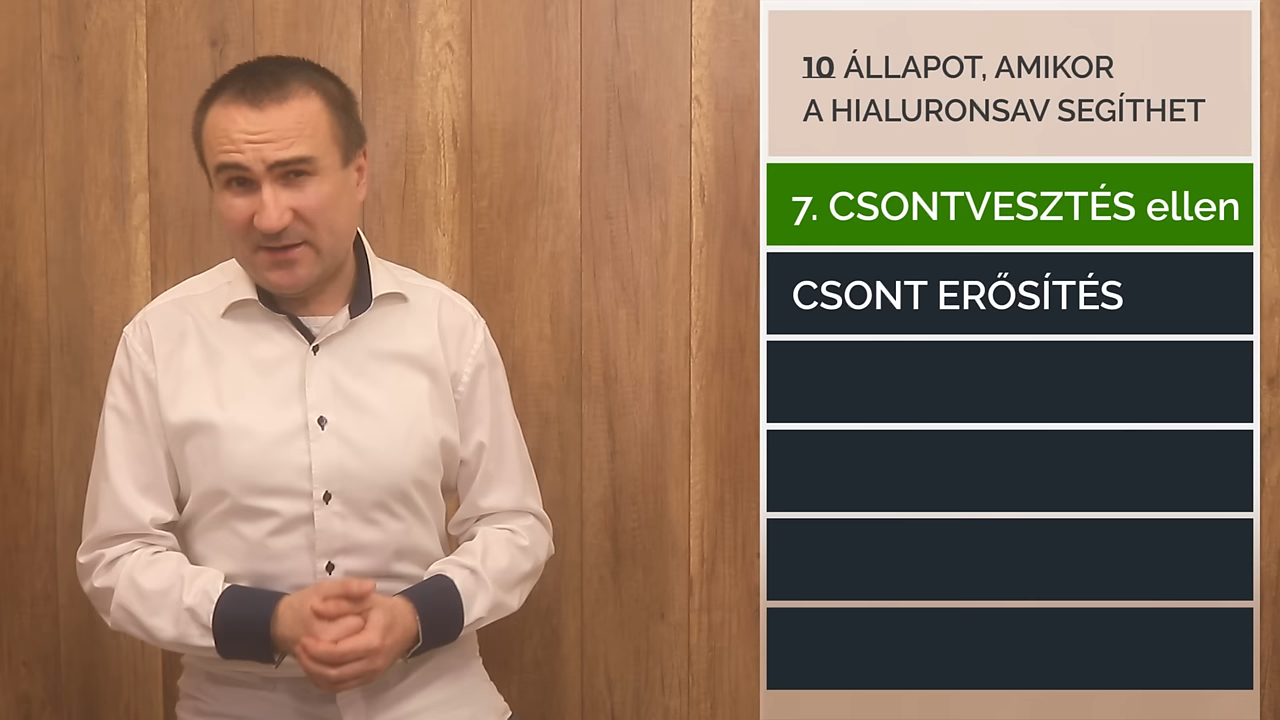 10 ÁLLAPOT, AMIKOR
A HIALURONSAV SEGÍTHET
7. CSONTVESZTÉS ellen
CSONT ERŐSÍTÉS